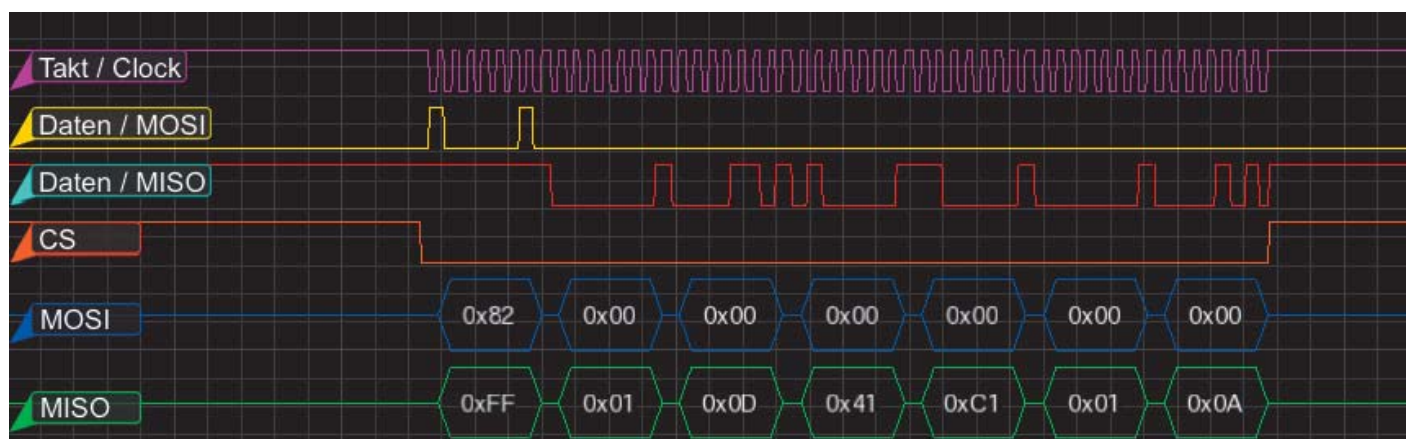 Takt / Clock
Daten / MOSI
Daten / MISO
CS
MOSI 0x82 0x00 0x00 0x00 0x00 0x00 0x00
MISO 0xFF 0x01 0x0D 0x41 0xC1 0x01 0x0A